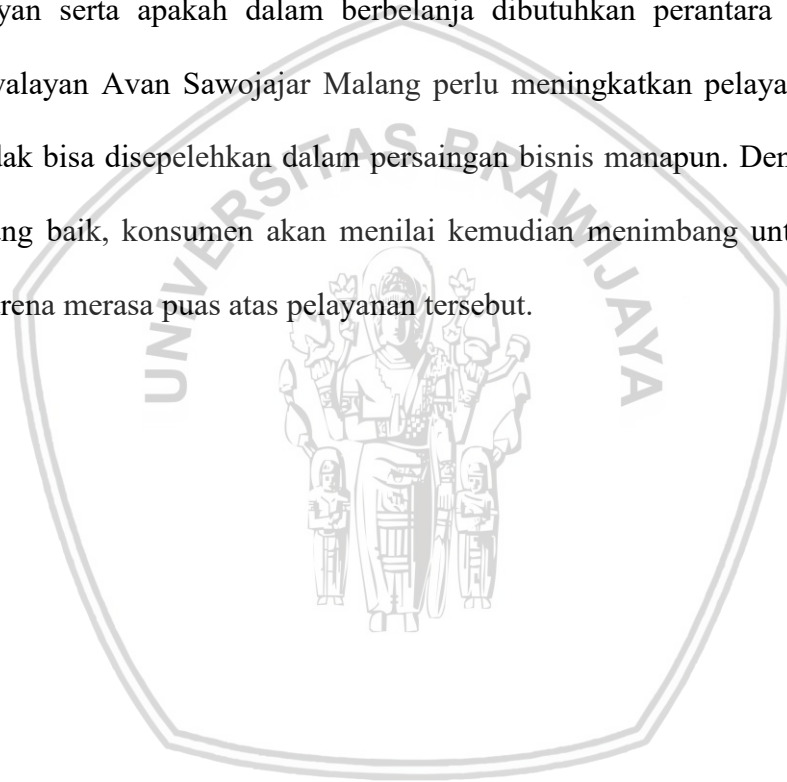 yan serta apakah dalam berbelanja dibutuhkan perantara
valayan Avan Sawojajar Malang perlu meningkatkan pelaya
dak bisa disepelehkan dalam persaingan bisnis manapun. Den
ng baik, konsumen akan menilai kemudian menimbang unt
rena merasa puas atas pelayanan tersebut.
UNIVERSITAS BRAWIJAYA